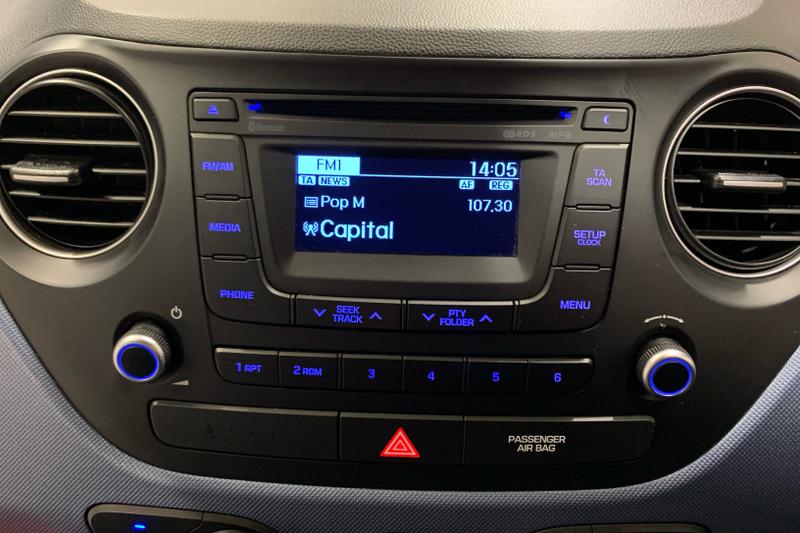 Bluetooth
RDS MP3
FM/AM
MEDIA
PHONE
FM1 14:05
TA NEWS AF REG
Pop M 107.30
Capital
TA
SCAN
SETUP
CLOCK
MENU
SEEK
TRACK
PTY
FOLDER
1 RPT 2 RDM 3 4 5 6
PASSENGER
AIR BAG